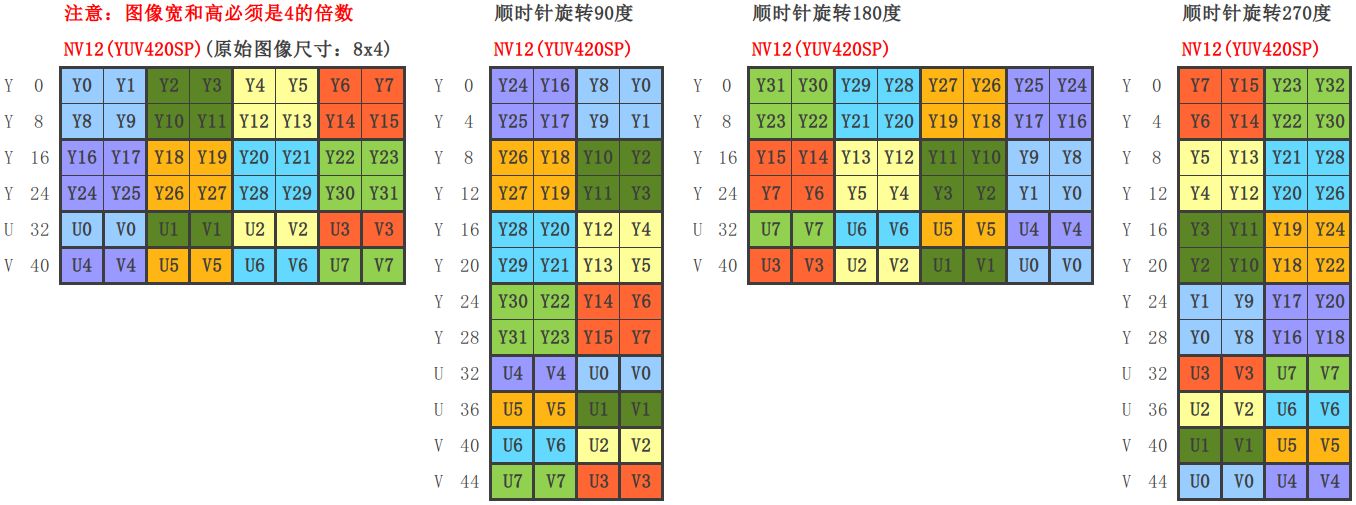 注意：图像宽和高必须是4的倍数 顺时针旋转90度 顺时针旋转180度 顺时针旋转270度
NV12(YUV420SP)(原始图像尺寸：8x4) NV12(YUV420SP) NV12(YUV420SP) NV12(YUV420SP)
Y 0 Y0 Y1 Y2 Y3 Y4 Y5 Y6 Y7 Y 0 Y24 Y16 Y8 Y0 Y 0 Y31 Y30 Y29 Y28 Y27 Y26 Y25 Y24 Y 0 Y7 Y15 Y23 Y32
Y 8 Y8 Y9 Y10 Y11 Y12 Y13 Y14 Y15 Y 4 Y25 Y17 Y9 Y1 Y 8 Y23 Y22 Y21 Y20 Y19 Y18 Y17 Y16 Y 4 Y6 Y14 Y22 Y30
Y 16 Y16 Y17 Y18 Y19 Y20 Y21 Y22 Y23 Y 8 Y26 Y18 Y10 Y2 Y 16 Y15 Y14 Y13 Y12 Y11 Y10 Y9 Y8 Y 8 Y5 Y13 Y21 Y28
Y 24 Y24 Y25 Y26 Y27 Y28 Y29 Y30 Y31 Y 12 Y27 Y19 Y11 Y3 Y 24 Y7 Y6 Y5 Y4 Y3 Y2 Y1 Y0 Y 12 Y4 Y12 Y20 Y26
U 32 U0 V0 U1 V1 U2 V2 U3 V3 Y 16 Y28 Y20 Y12 Y4 U 32 U7 V7 U6 V6 U5 V5 U4 V4 Y 16 Y3 Y11 Y19 Y24
V 40 U4 V4 U5 V5 U6 V6 U7 V7 Y 20 Y29 Y21 Y13 Y5 V 40 U3 V3 U2 V2 U1 V1 U0 V0 Y 20 Y2 Y10 Y18 Y22
Y 24 Y30 Y22 Y14 Y6 Y 24 Y1 Y9 Y17 Y20
Y 28 Y31 Y23 Y15 Y7 Y 28 Y0 Y8 Y16 Y18
U 32 U4 V4 U0 V0 U 32 U3 V3 U7 V7
U 36 U5 V5 U1 V1 U 36 U2 V2 U6 V6
V 40 U6 V6 U2 V2 V 40 U1 V1 U5 V5
V 44 U7 V7 U3 V3 V 44 U0 V0 U4 V4